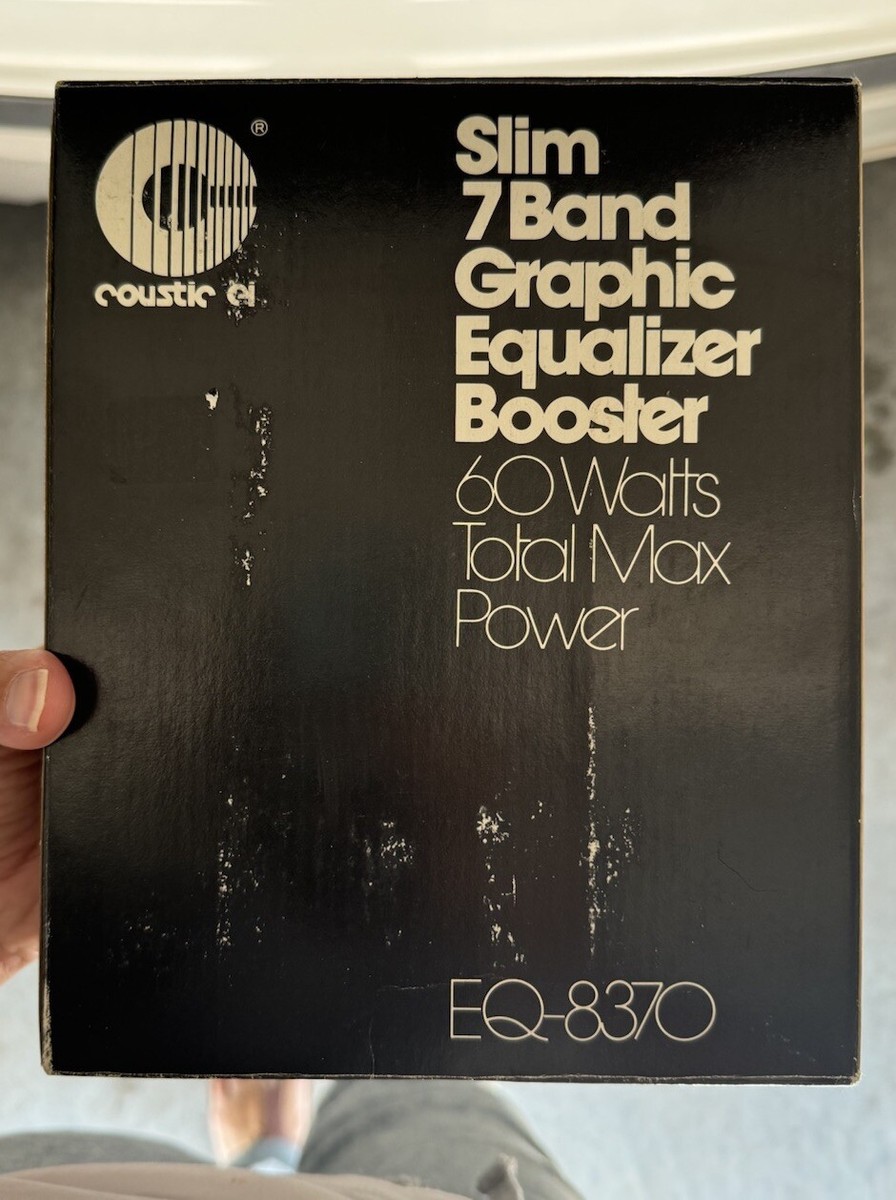 ®
coustic ei
Slim
7 Band
Graphic
Equalizer
Booster
60 Watts
Total Max
Power
EQ-8370